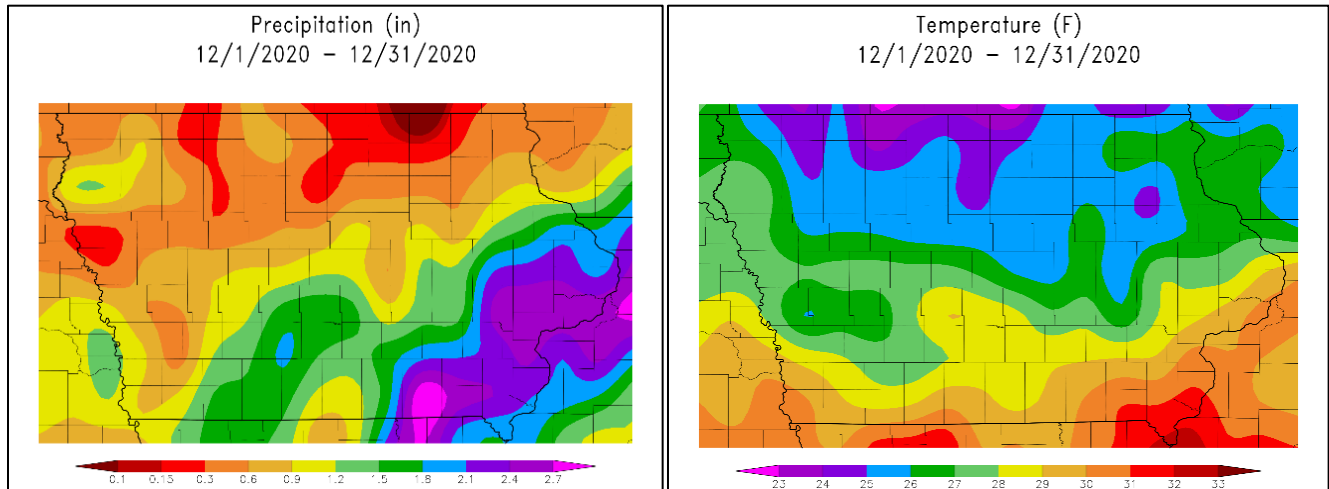 Precipitation (in)
12/1/2020 – 12/31/2020
0.1 0.15 0.3 0.6 0.9 1.2 1.5 1.8 2.1 2.4 2.7
Temperature (F)
12/1/2020 – 12/31/2020
23 24 25 26 27 28 29 30 31 32 33